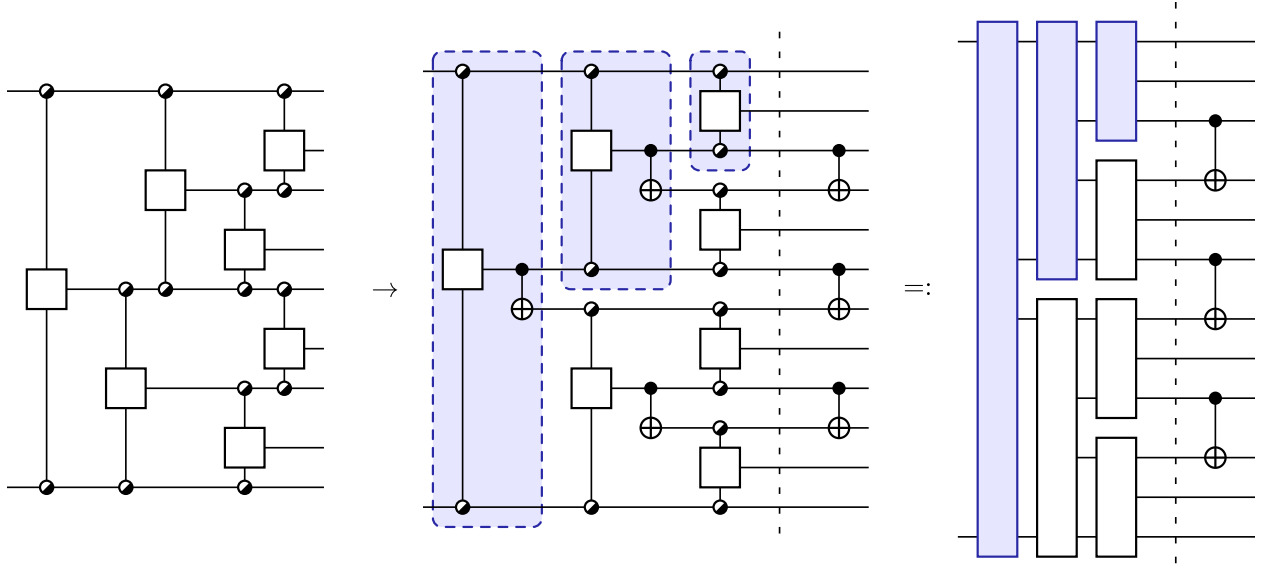 →
=: